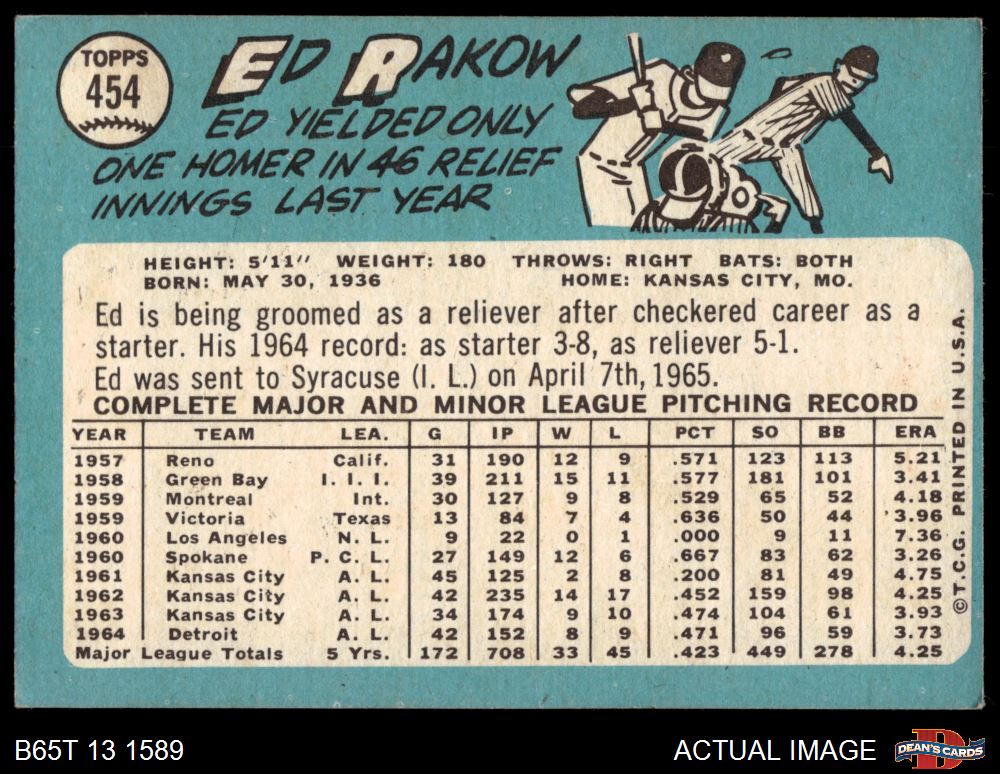 TOPPS
454
ED RAKOW
ED YIELDED ONLY
ONE HOMER IN 46 RELIEF
INNINGS LAST YEAR
HEIGHT: 5'11" WEIGHT: 180 THROWS: RIGHT BATS: BOTH
BORN: MAY 30, 1936 HOME: KANSAS CITY, MO.
Ed is being groomed as a reliever after checkered career as a
starter. His 1964 record: as starter 3-8, as reliever 5-1.
Ed was sent to Syracuse (I. L.) on April 7th, 1965.
COMPLETE MAJOR AND MINOR LEAGUE PITCHING RECORD
YEAR TEAM LEA. G IP W L PCT SO BB ERA
1957 Reno Calif. 31 190 12 9 .571 123 113 5.21
1958 Green Bay I. I. I. 39 211 15 11 .577 181 101 3.41
1959 Montreal Int. 30 127 9 8 .529 65 52 4.18
1959 Victoria Texas 13 84 7 4 .636 50 44 3.96
1960 Los Angeles N. L. 9 22 0 1 .000 9 11 7.36
1960 Spokane P. C. L. 27 149 12 6 .667 83 62 3.26
1961 Kansas City A. L. 45 125 2 8 .200 81 49 4.75
1962 Kansas City A. L. 42 235 14 17 .452 159 98 4.25
1963 Kansas City A. L. 34 174 9 10 .474 104 61 3.93
1964 Detroit A. L. 42 152 8 9 .471 96 59 3.73
Major League Totals 5 Yrs. 172 708 33 45 .423 449 278 4.25
©T.C.G. PRINTED IN U.S.A.
B65T 13 1589
ACTUAL IMAGE
D
DEAN'S CARDS